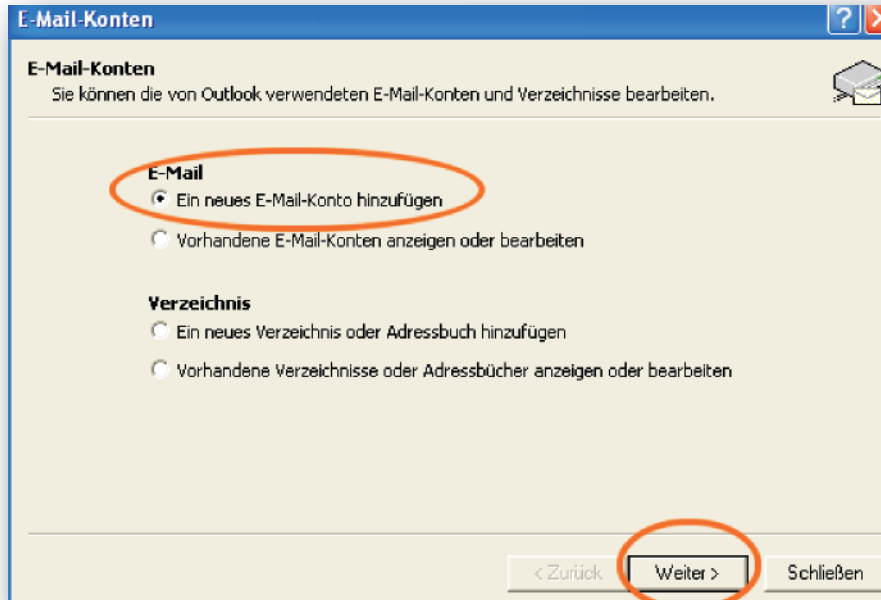 E-Mail-Konten
E-Mail-Konten
Sie können die von Outlook verwendeten E-Mail-Konten und Verzeichnisse bearbeiten.
E-Mail
Ein neues E-Mail-Konto hinzufügen
Vorhandene E-Mail-Konten anzeigen oder bearbeiten
Verzeichnis
Ein neues Verzeichnis oder Adressbuch hinzufügen
Vorhandene Verzeichnisse oder Adressbücher anzeigen oder bearbeiten
< Zurück Weiter > Schließen